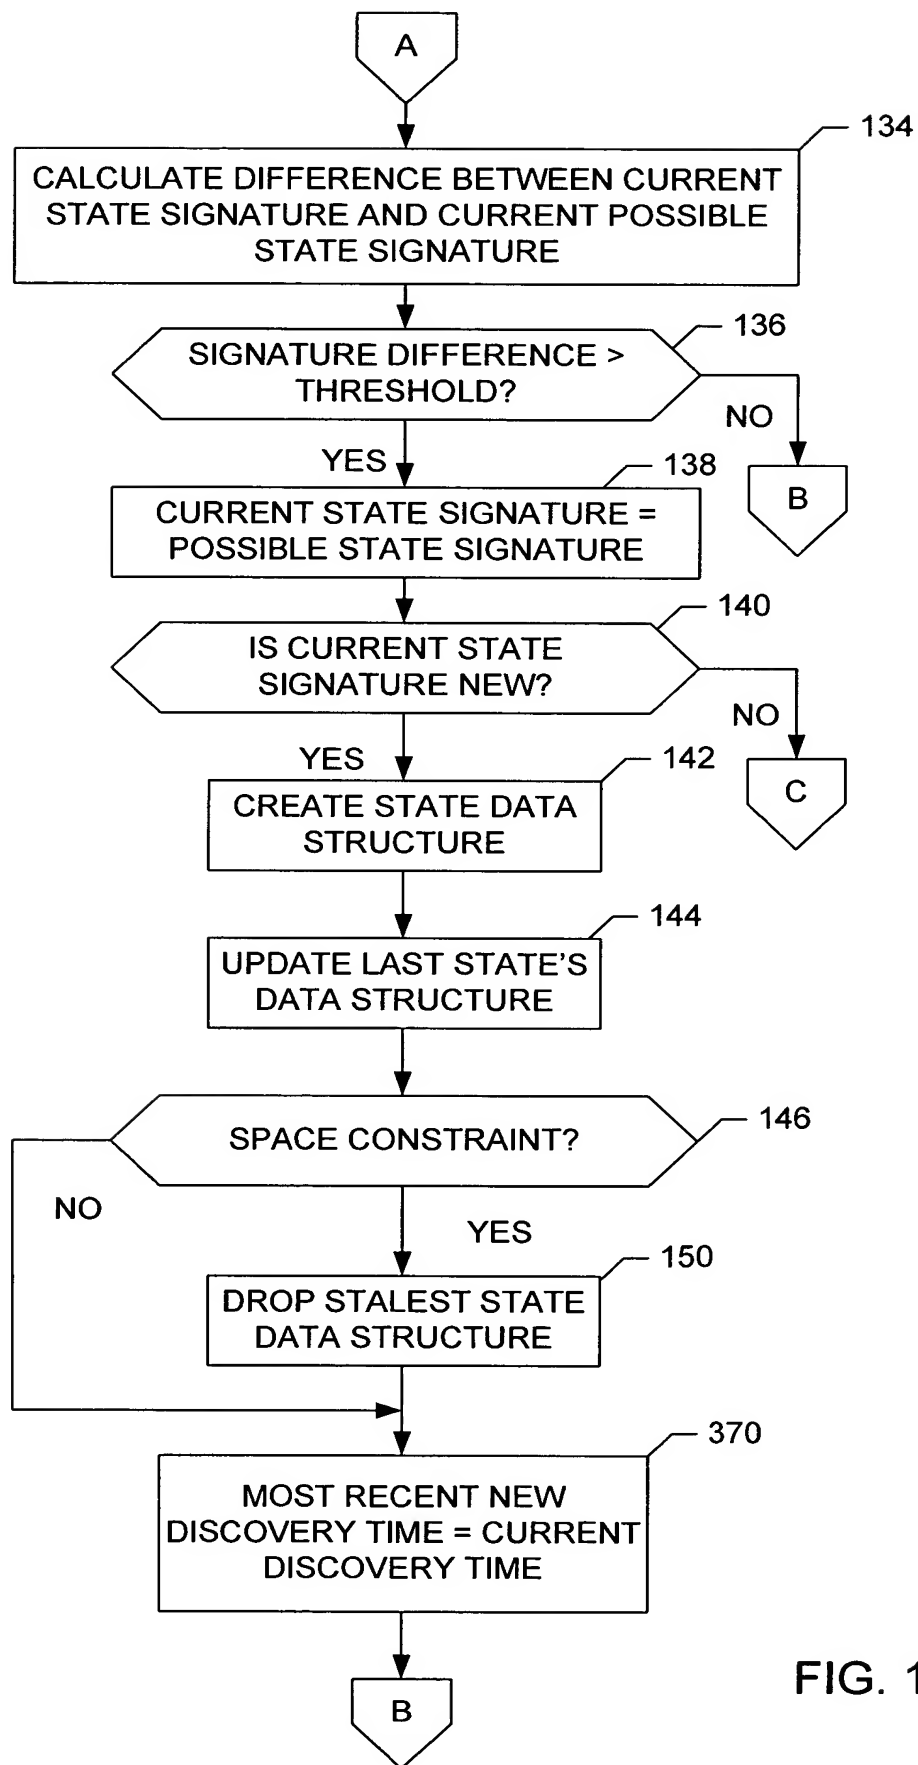 A
134
CALCULATE DIFFERENCE BETWEEN CURRENT
STATE SIGNATURE AND CURRENT POSSIBLE
STATE SIGNATURE
136
SIGNATURE DIFFERENCE >
THRESHOLD?
NO
YES
B
138
CURRENT STATE SIGNATURE =
POSSIBLE STATE SIGNATURE
140
IS CURRENT STATE
SIGNATURE NEW?
NO
YES
C
142
CREATE STATE DATA
STRUCTURE
144
UPDATE LAST STATE'S
DATA STRUCTURE
146
SPACE CONSTRAINT?
NO
YES
150
DROP STALEST STATE
DATA STRUCTURE
370
MOST RECENT NEW
DISCOVERY TIME = CURRENT
DISCOVERY TIME
B
FIG. 1